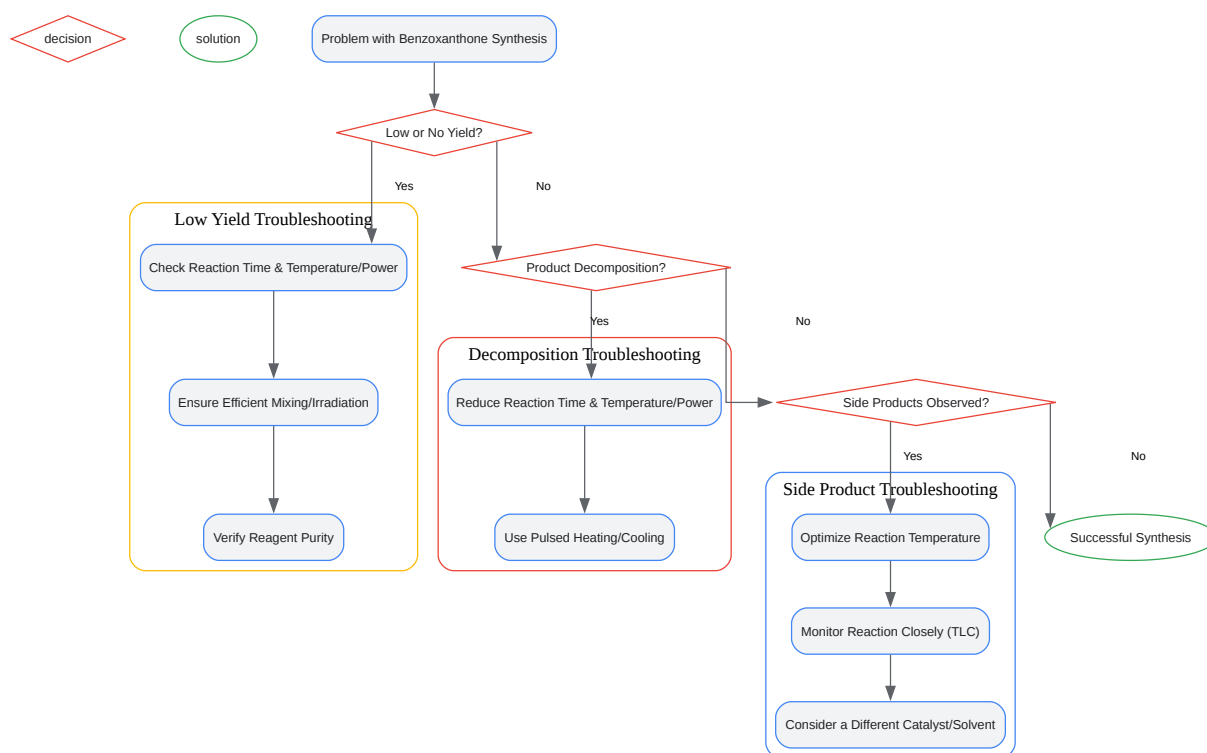 decision
solution
Problem with Benzoxanthone Synthesis
Low or No Yield?
Yes
No
Low Yield Troubleshooting
Check Reaction Time & Temperature/Power
Product Decomposition?
Yes
No
Decomposition Troubleshooting
Ensure Efficient Mixing/Irradiation
Reduce Reaction Time & Temperature/Power
Side Products Observed?
Yes
No
Side Product Troubleshooting
Verify Reagent Purity
Use Pulsed Heating/Cooling
Optimize Reaction Temperature
Successful Synthesis
Monitor Reaction Closely (TLC)
Consider a Different Catalyst/Solvent